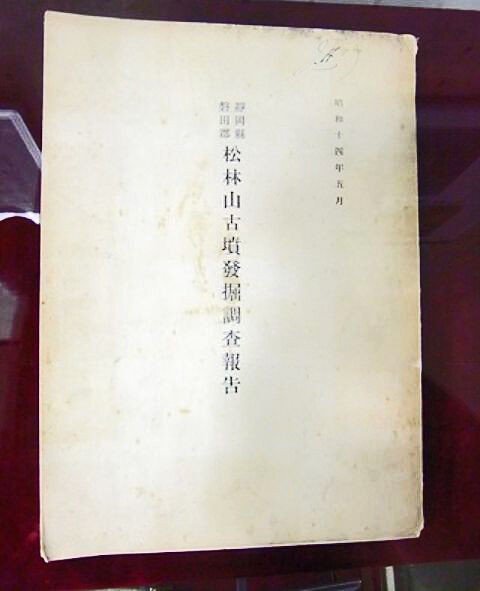 昭和十四年五月
靜岡縣
磐田郡
松林山古墳發掘調査報告